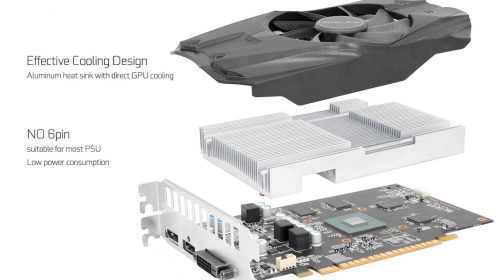 Effective Cooling Design
Aluminum heat sink with direct GPU cooling
GALAX
NO 6pin
suitable for most PSU
Low power consumption